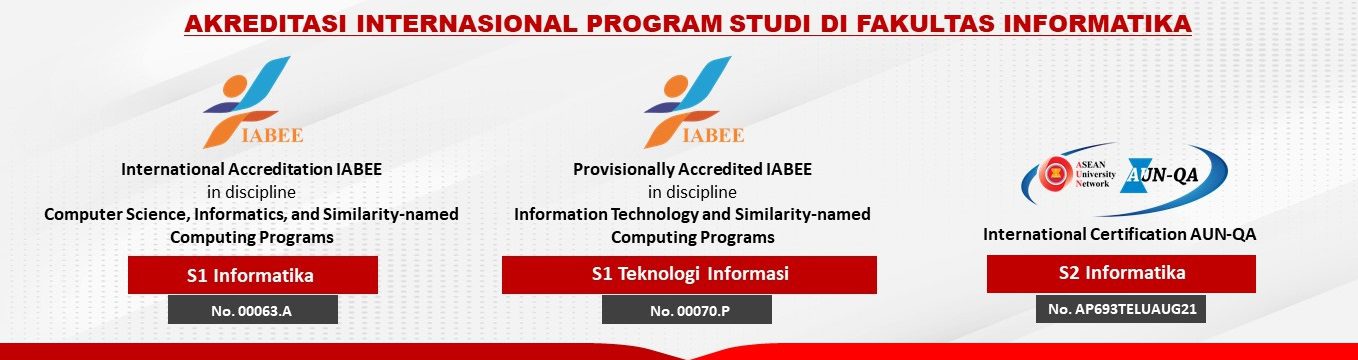 AKREDITASI INTERNASIONAL PROGRAM STUDI DI FAKULTAS INFORMATIKA
IABEE
International Accreditation IABEE
in discipline
Computer Science, Informatics, and Similarity-named
Computing Programs
S1 Informatika
No. 00063.A
IABEE
Provisionally Accredited IABEE
in discipline
Information Technology and Similarity-named
Computing Programs
S1 Teknologi Informasi
No. 00070.P
ASEAN
University
Network
AUN-QA
International Certification AUN-QA
S2 Informatika
No. AP693TELUAUG21